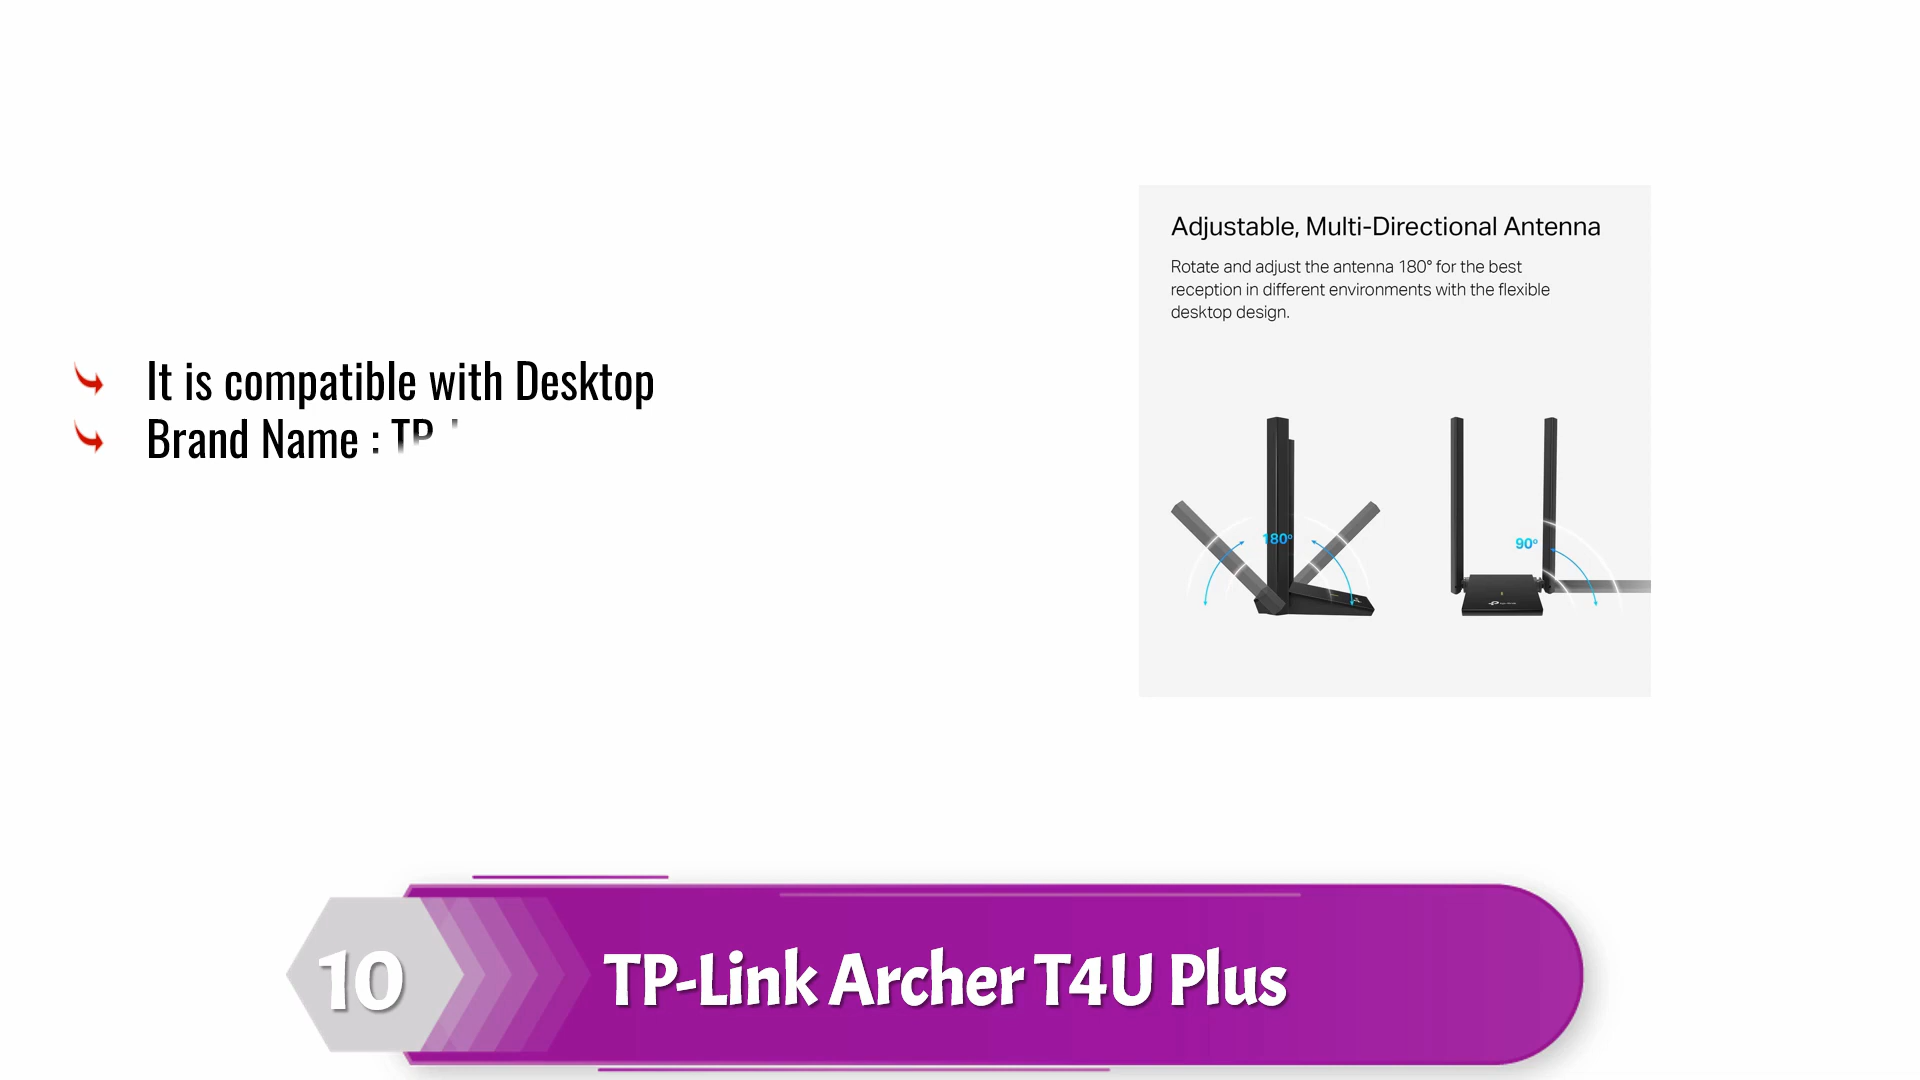 Adjustable, Multi-Directional Antenna
Rotate and adjust the antenna 180° for the best
reception in different environments with the flexible
desktop design.
It is compatible with Desktop
Brand Name : TP
180°
90°
10
TP-Link Archer T4U Plus